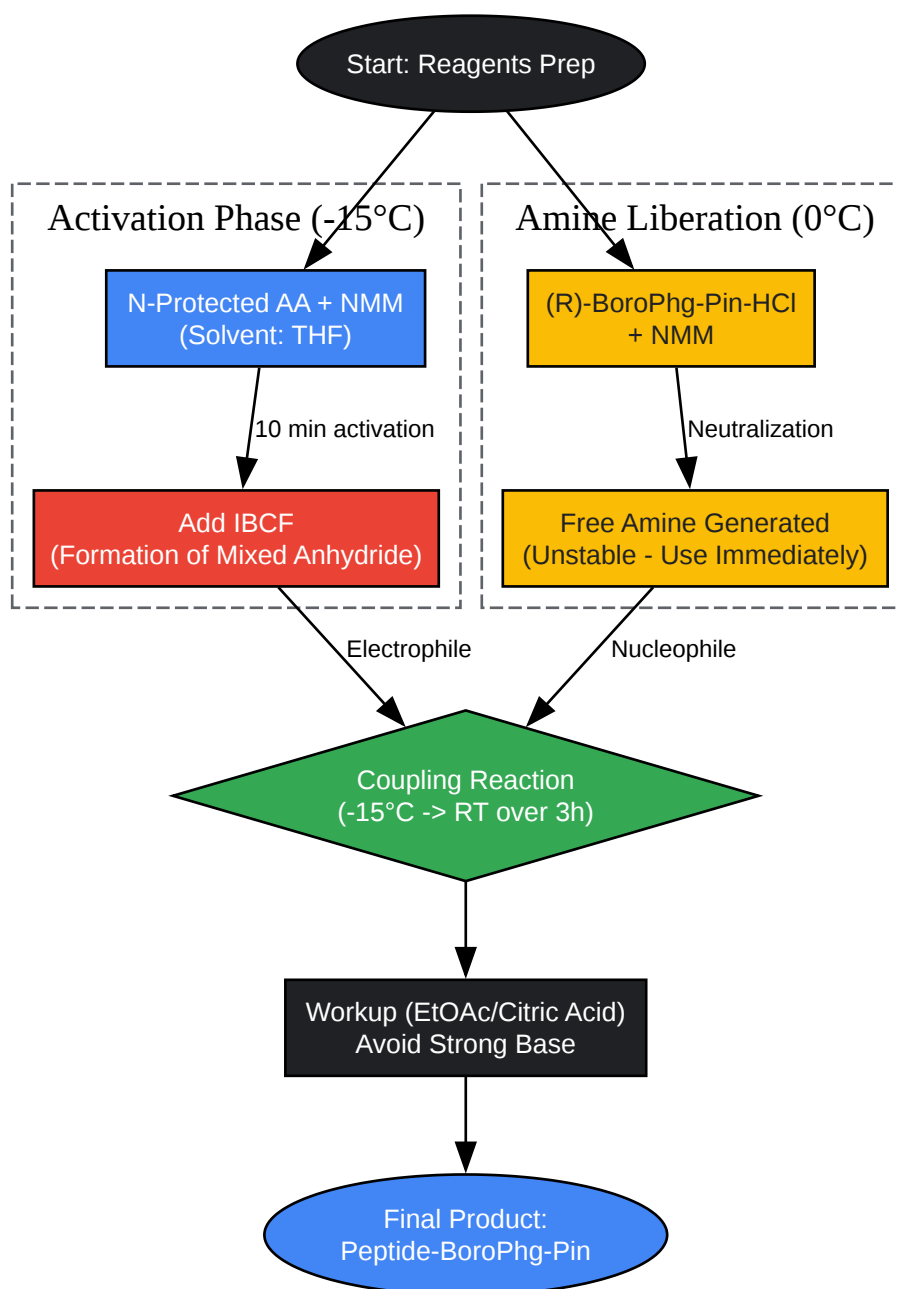 Start: Reagents Prep
Activation Phase (-15°C)
Amine Liberation (0°C)
N-Protected AA + NMM
(Solvent: THF)
(R)-BoroPhg-Pin-HCl
+ NMM
10 min activation
Neutralization
Add IBCF
(Formation of Mixed Anhydride)
Free Amine Generated
(Unstable - Use Immediately)
Electrophile
Nucleophile
Coupling Reaction
(-15°C -> RT over 3h)
Workup (EtOAc/Citric Acid)
Avoid Strong Base
Final Product:
Peptide-BoroPhg-Pin